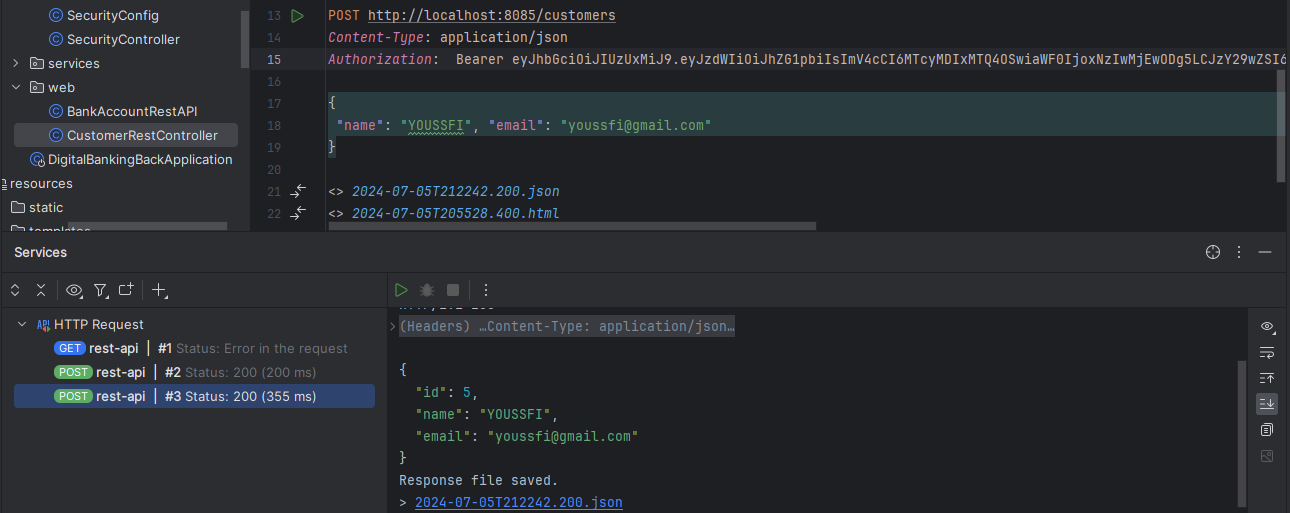 SecurityConfig
SecurityController
services
web
BankAccountRestAPI
CustomerRestController
DigitalBankingBackApplication
resources
static
templates
13 POST http://localhost:8085/customers
14 Content-Type: application/json
15 Authorization:  Bearer eyJhbGciOiJIUzUxMiJ9.eyJzdWIiOiJhZG1pbiIsImV4cCI6MTcyMDIxMTQ4OSwiaWF0IjoxNzIwMjEwODg5LCJzY29wZSI6
16
17 {
18 "name": "YOUSSFI", "email": "youssfi@gmail.com"
19 }
20
21 <> 2024-07-05T212242.200.json
22 <> 2024-07-05T205528.400.html
Services
HTTP Request
GET rest-api | #1 Status: Error in the request
POST rest-api | #2 Status: 200 (200 ms)
POST rest-api | #3 Status: 200 (355 ms)
(Headers) …Content-Type: application/json…
{
"id": 5,
"name": "YOUSSFI",
"email": "youssfi@gmail.com"
}
Response file saved.
> 2024-07-05T212242.200.json